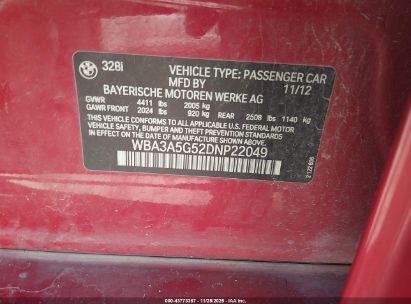 328i
VEHICLE TYPE: PASSENGER CAR
MFD BY 11/12
BAYERISCHE MOTOREN WERKE AG
GVWR 4411 lbs 2005 kg
GAWR FRONT 2024 lbs 920 kg REAR 2508 lbs 1140 kg
THIS VEHICLE CONFORMS TO ALL APPLICABLE U.S. FEDERAL MOTOR
VEHICLE SAFETY, BUMPER, AND THEFT PREVENTION
STANDARDS IN EFFECT ON THE
DATE OF MANUFACTURE SHOWN ABOVE.
WBA3A5G52DNP22049